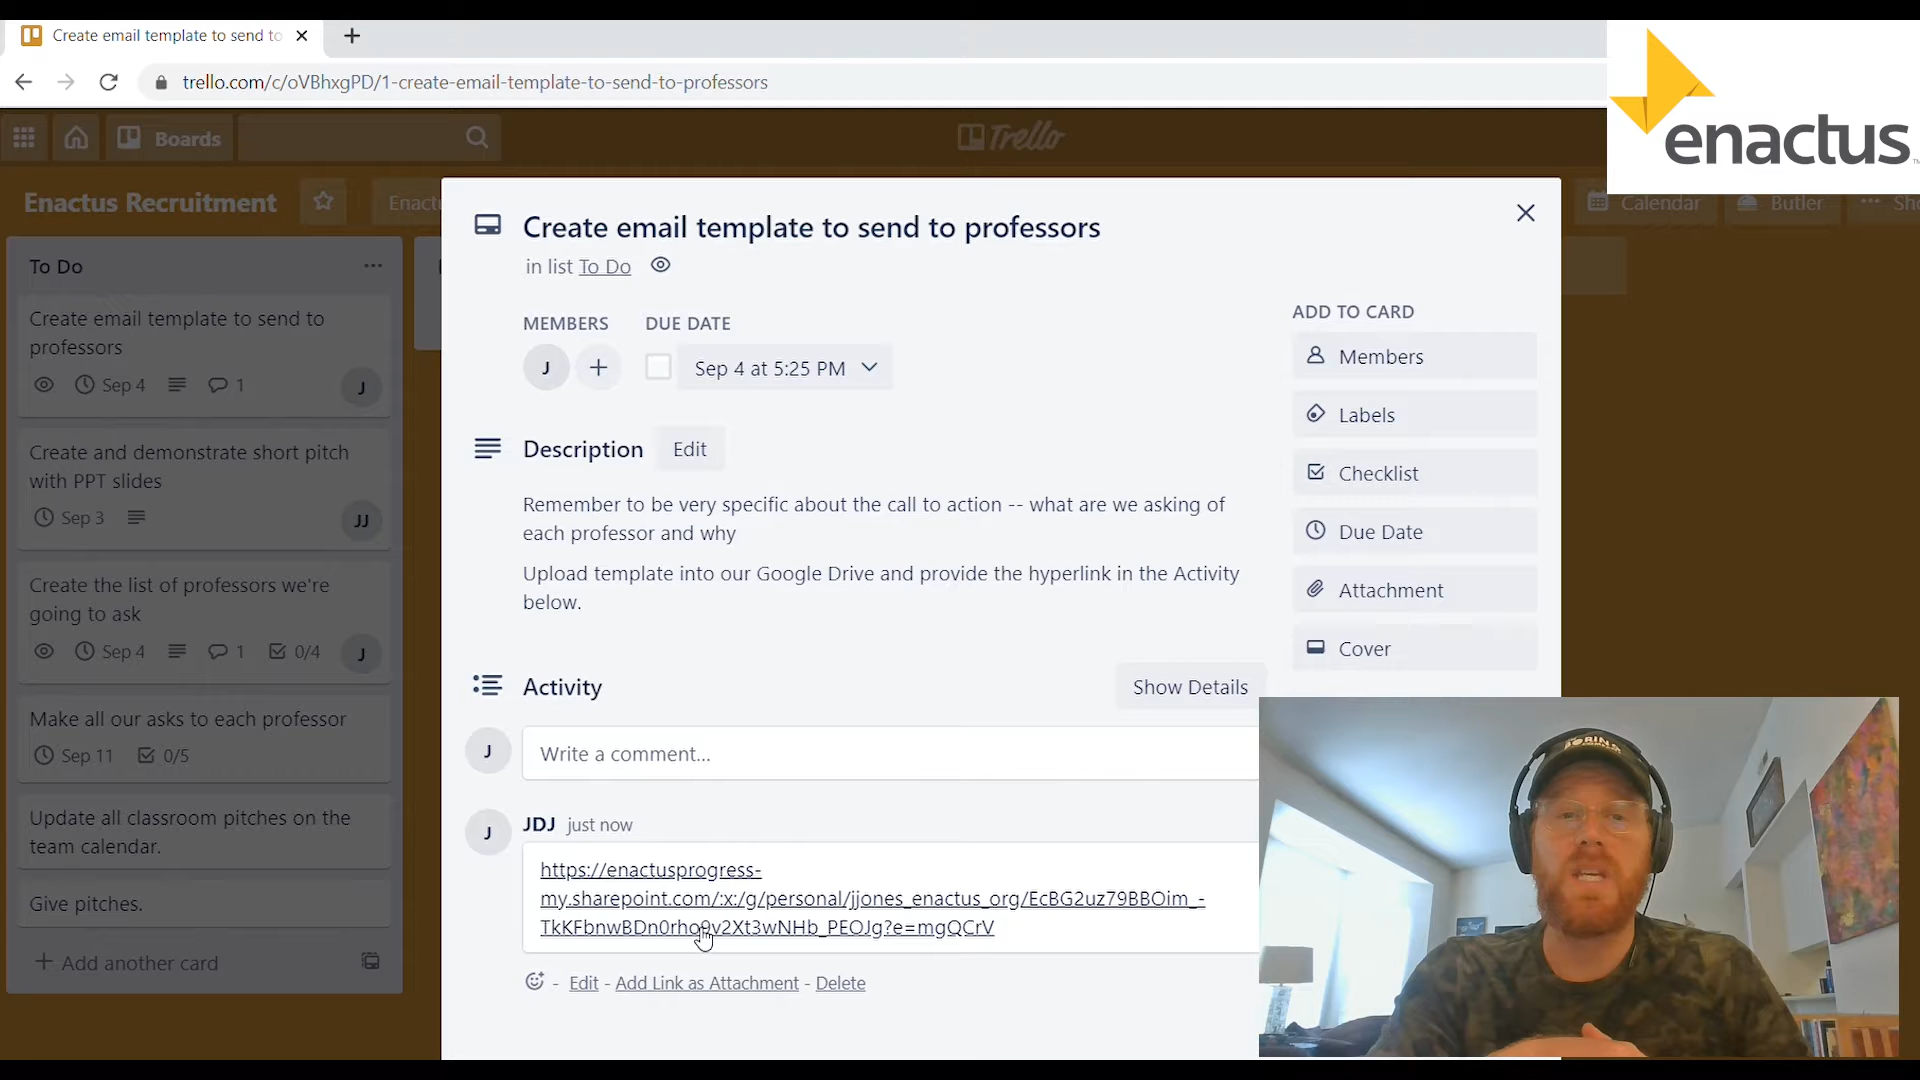 Create email template to send to
trello.com/c/oVBhxgPD/1-create-email-template-to-send-to-professors
enactus
Boards
Trello
Enactus Recruitment
Enactu
Calendar
Butler
Sho
To Do
Create email template to send to
professors
Sep 4
1
J
Create and demonstrate short pitch
with PPT slides
Sep 3
JJ
Create the list of professors we're
going to ask
Sep 4
1
0/4
J
Make all our asks to each professor
Sep 11
0/5
Update all classroom pitches on the
team calendar.
Give pitches.
+ Add another card
Create email template to send to professors
in list To Do
MEMBERS
DUE DATE
J
+
Sep 4 at 5:25 PM
Description
Edit
Remember to be very specific about the call to action -- what are we asking of
each professor and why
Upload template into our Google Drive and provide the hyperlink in the Activity
below.
Activity
Show Details
J
Write a comment...
J
JDJ just now
https://enactusprogress-
my.sharepoint.com/:x:/g/personal/jjones_enactus_org/EcBG2uz79BBOim_-
TkKFbnwBDn0rho9v2Xt3wNHb_PEOJg?e=mgQCrV
- Edit - Add Link as Attachment - Delete
ADD TO CARD
Members
Labels
Checklist
Due Date
Attachment
Cover